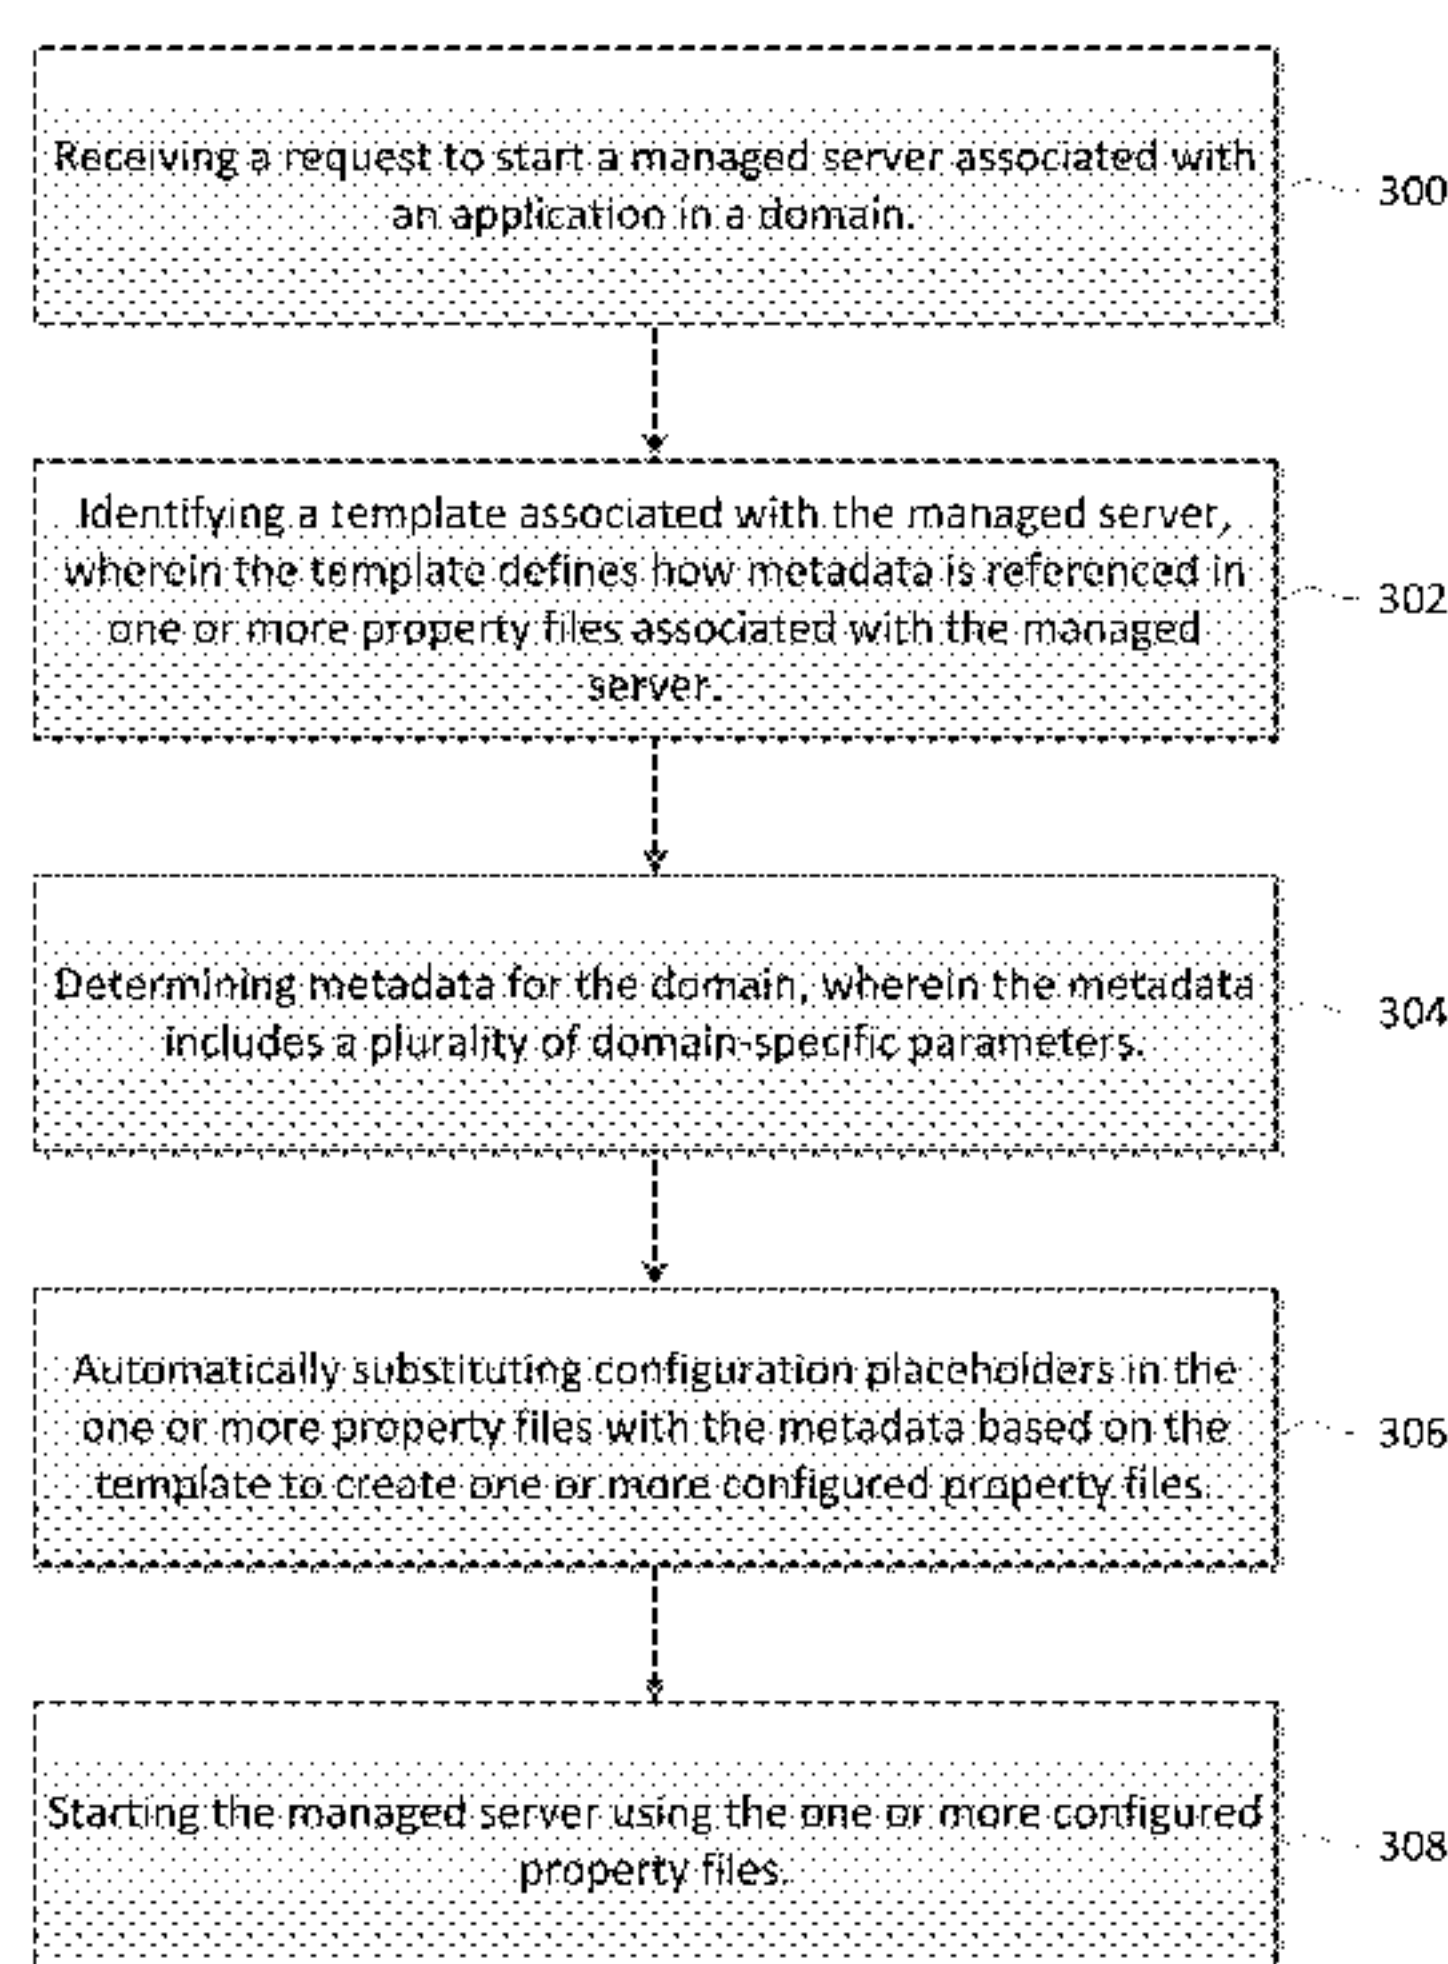 Receiving a request to start a managed server associated with
an application in a domain.
300
Identifying a template associated with the managed server,
wherein the template defines how metadata is referenced in
one or more property files associated with the managed
server.
302
Determining metadata for the domain, wherein the metadata
includes a plurality of domain-specific parameters.
304
Automatically substituting configuration placeholders in the
one or more property files with the metadata based on the
template to create one or more configured property files.
306
Starting the managed server using the one or more configured
property files.
308